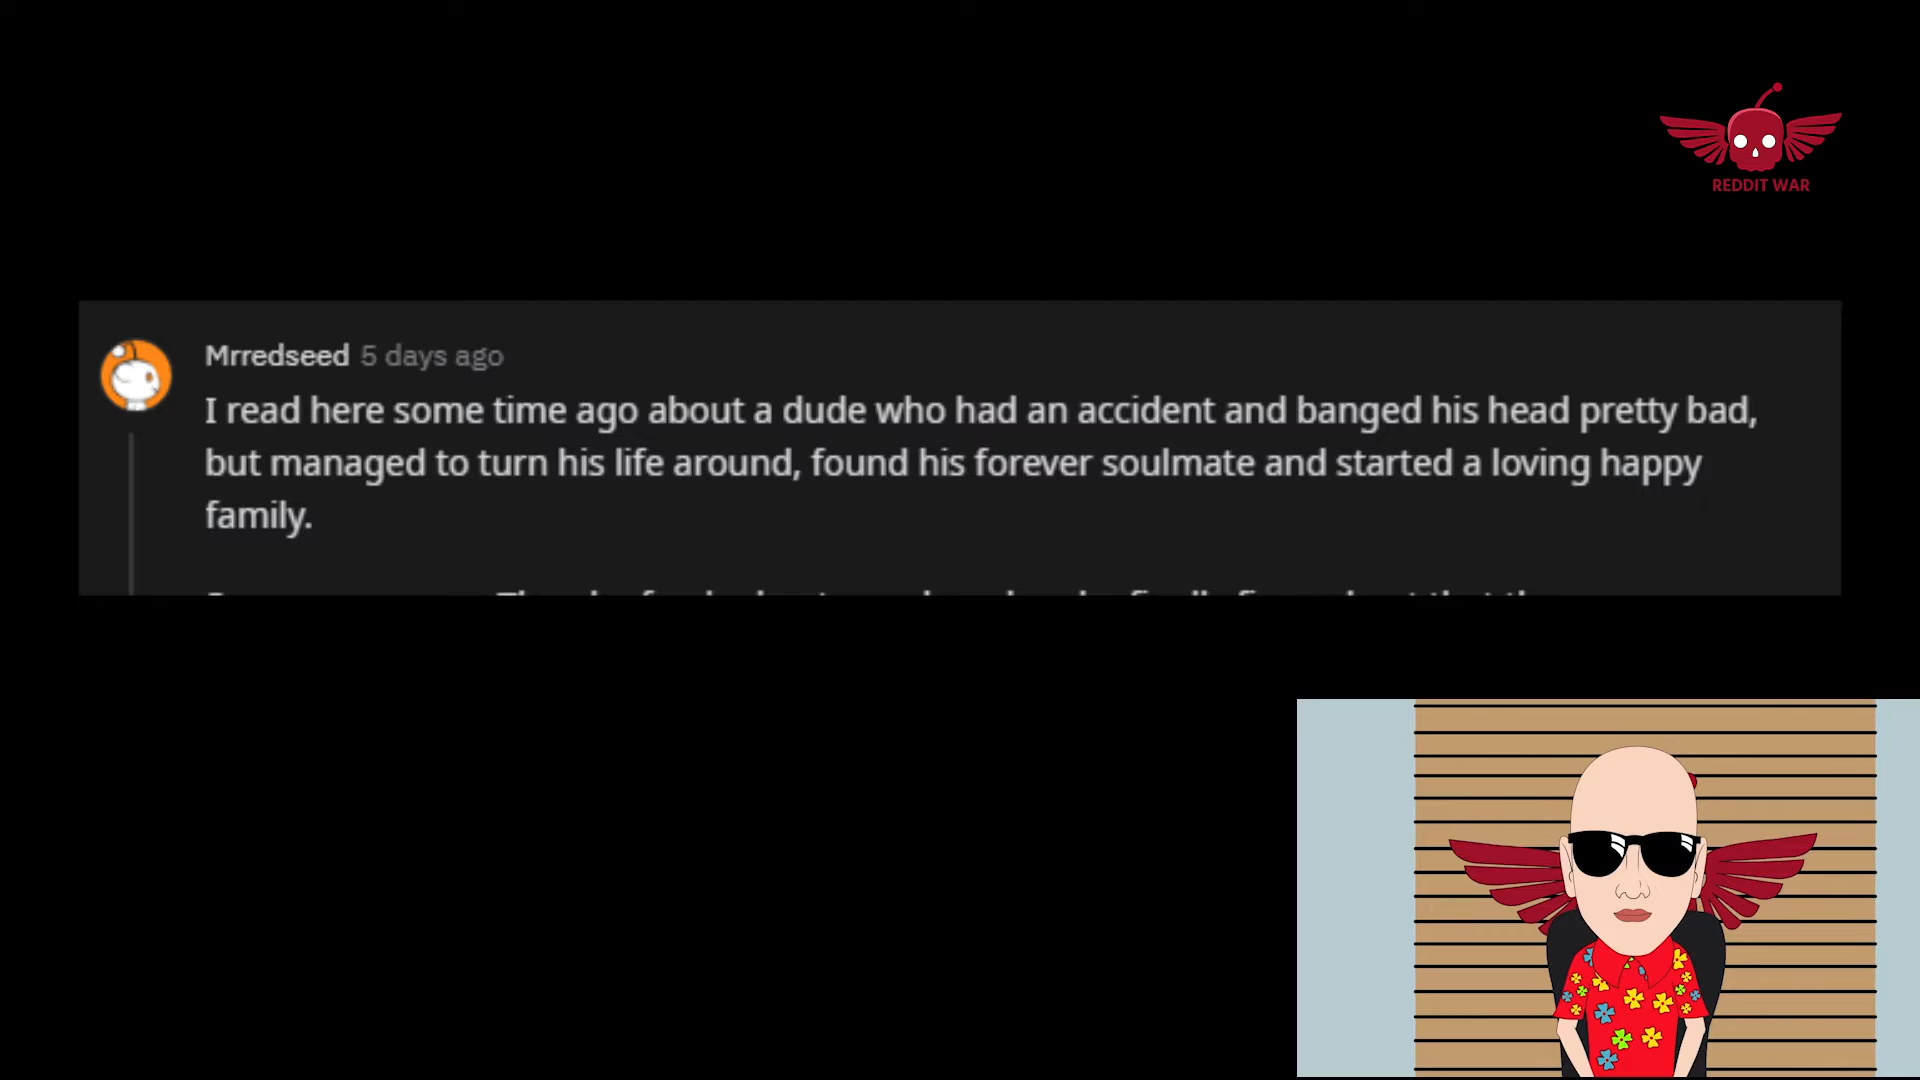 REDDIT WAR
Mrredseed 5 days ago
I read here some time ago about a dude who had an accident and banged his head pretty bad,
but managed to turn his life around, found his forever soulmate and started a loving happy
family.